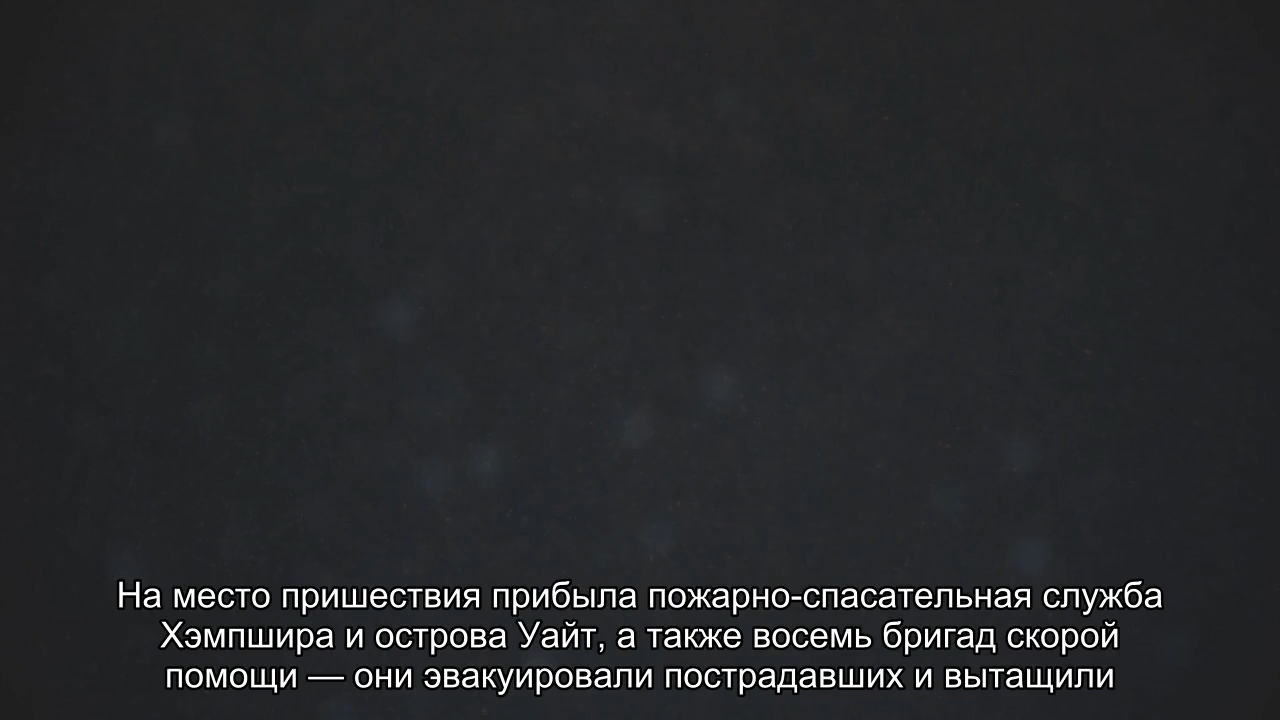 На место пришествия прибыла пожарно-спасательная служба
Хэмпшира и острова Уайт, а также восемь бригад скорой
помощи — они эвакуировали пострадавших и вытащили